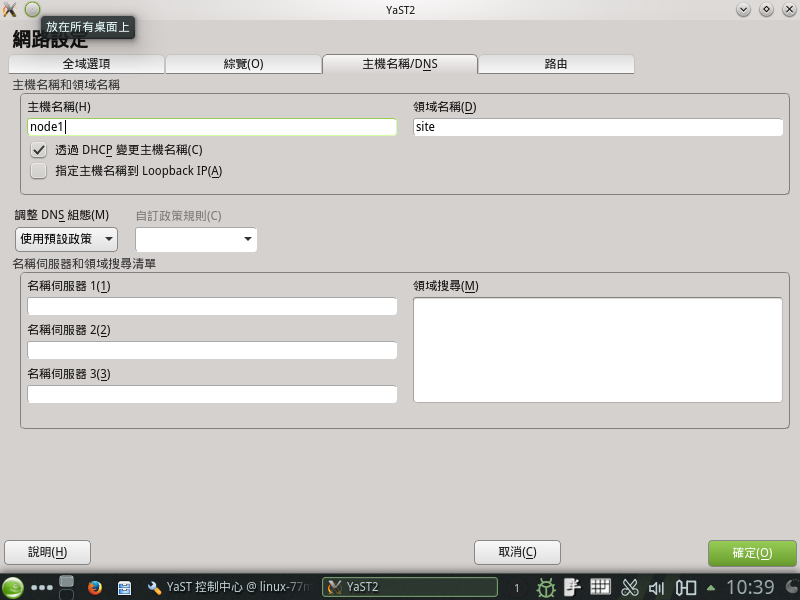 YaST2
放在所有桌面上
網路設定
全域選項
綜覽(O)
主機名稱/DNS
路由
主機名稱和領域名稱
主機名稱(H)
領域名稱(D)
node1
site
透過 DHCP 變更主機名稱(C)
指定主機名稱到 Loopback IP(A)
調整 DNS 組態(M)
自訂政策規則(C)
使用預設政策
名稱伺服器和領域搜尋清單
名稱伺服器 1(1)
領域搜尋(M)
名稱伺服器 2(2)
名稱伺服器 3(3)
說明(H)
取消(C)
確定(O)
YaST 控制中心 @ linux-77m
YaST2
1
10:39